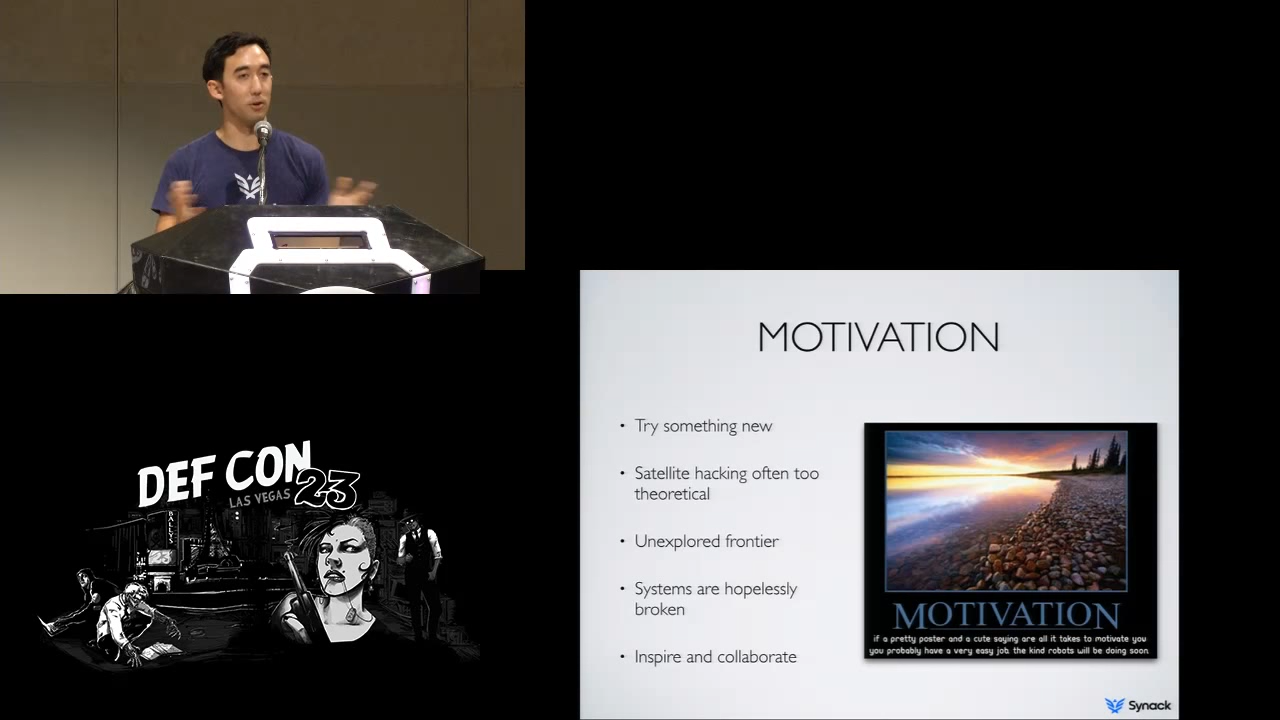 MOTIVATION
• Try something new
• Satellite hacking often too
theoretical
• Unexplored frontier
• Systems are hopelessly
broken
• Inspire and collaborate
MOTIVATION
if a pretty poster and a cute saying are all it takes to motivate you
you probably have a very easy job. the kind robots will be doing soon.
Synack
DEF CON
LAS VEGAS 23
BALLY'S